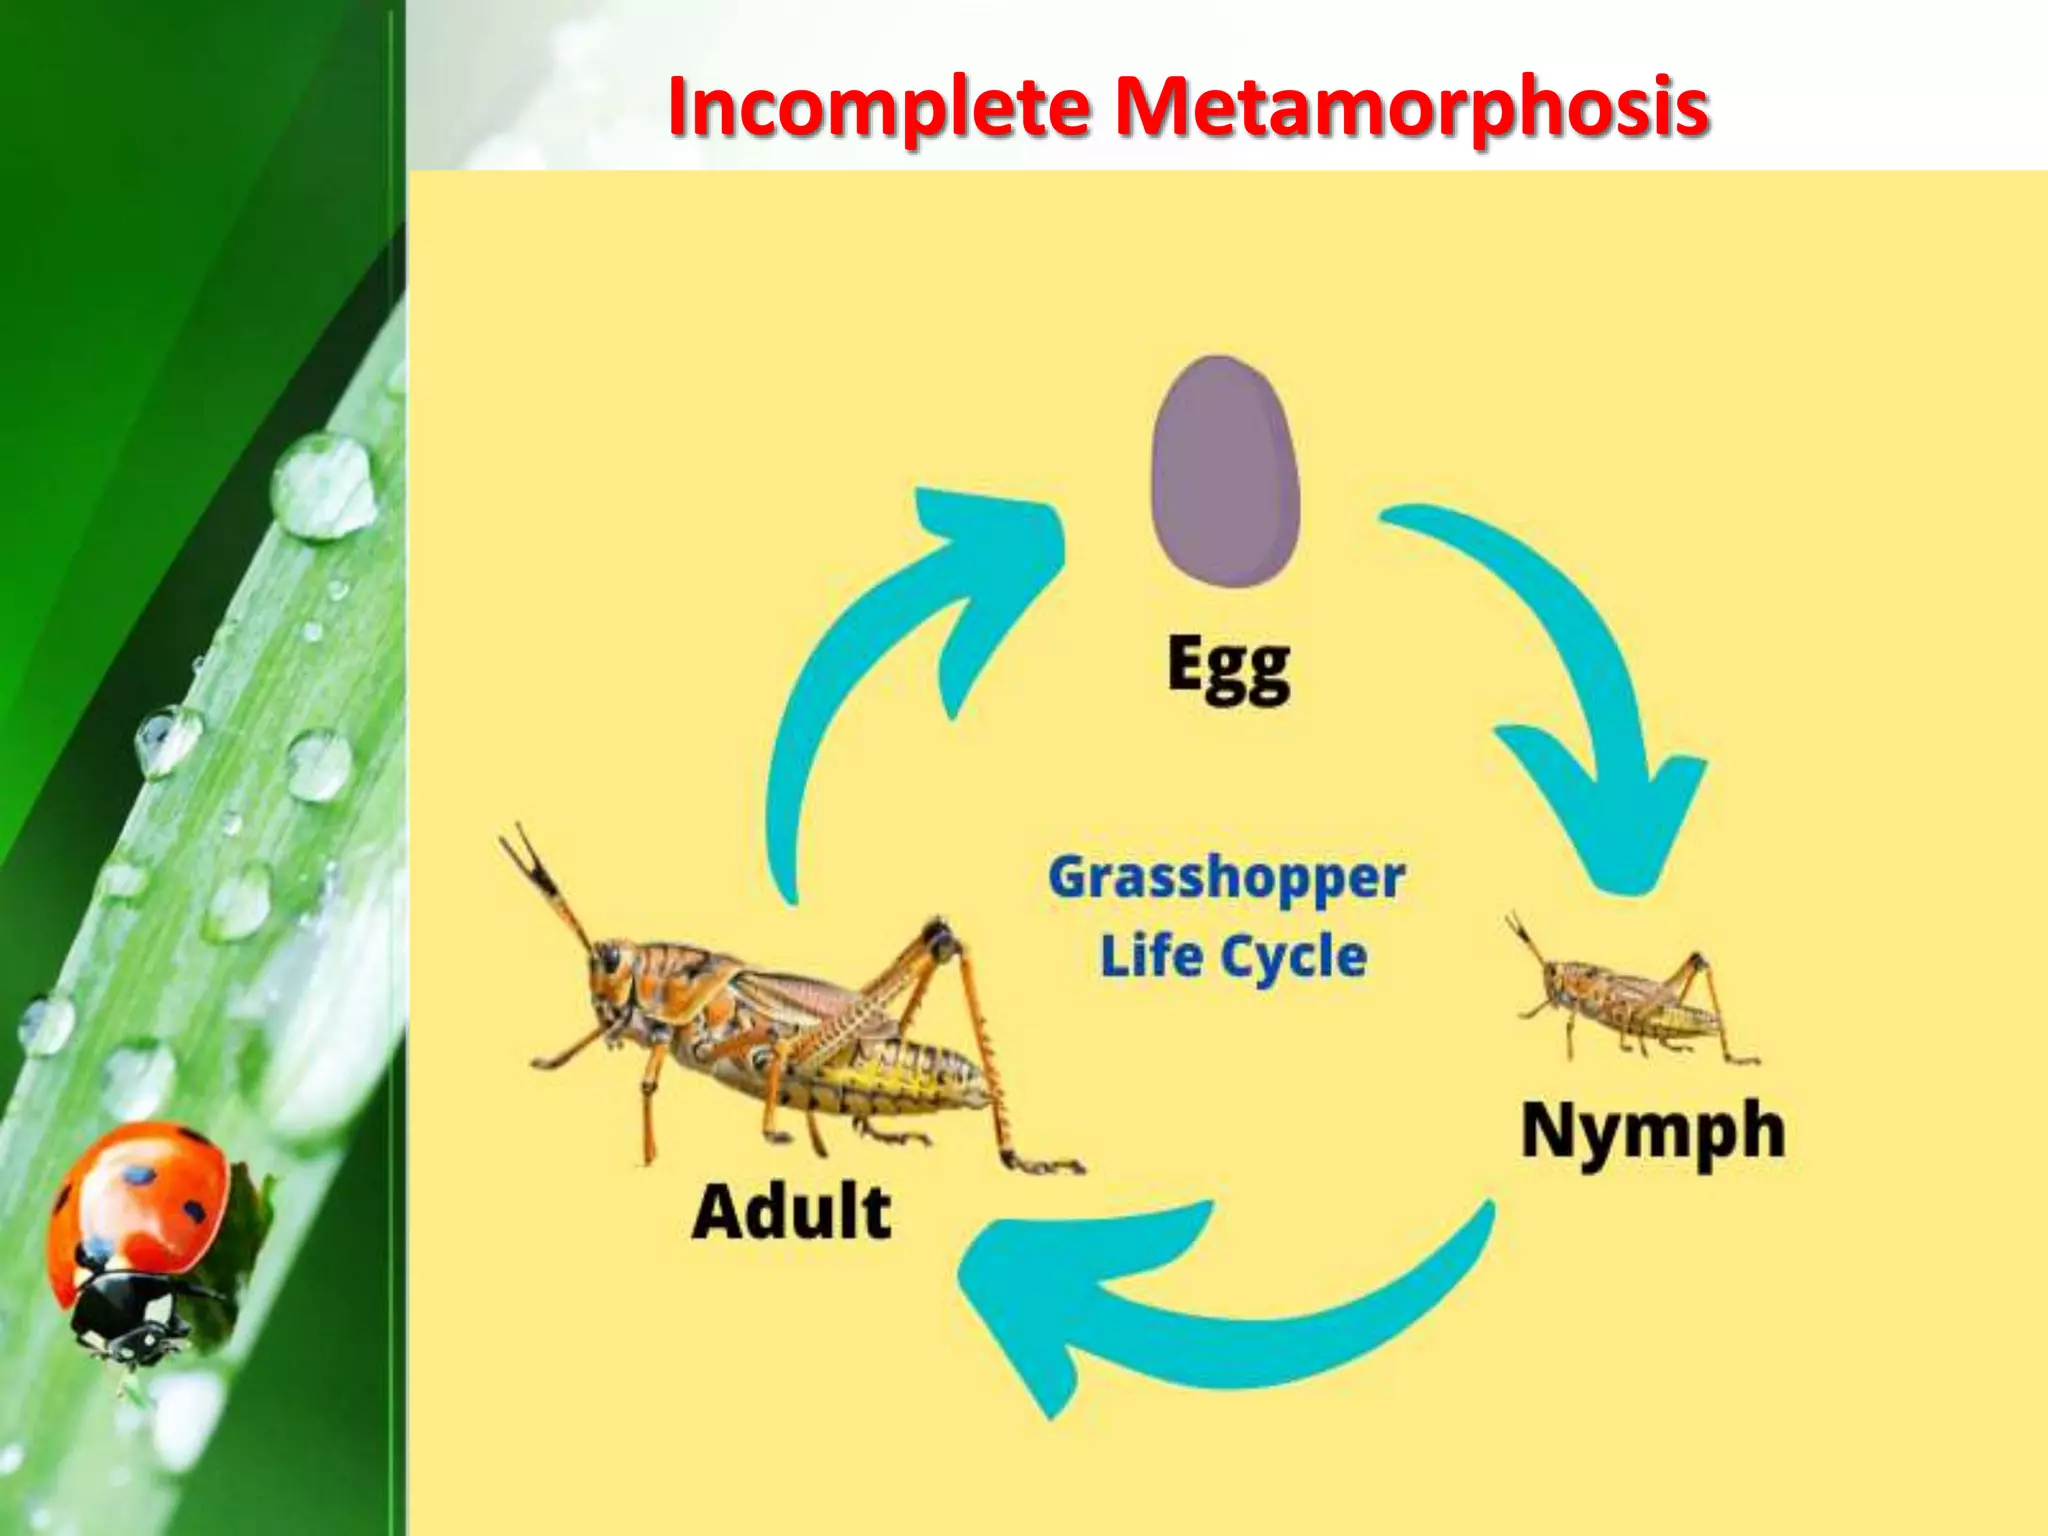 Incomplete Metamorphosis
Egg
Grasshopper
Life Cycle
Nymph
Adult